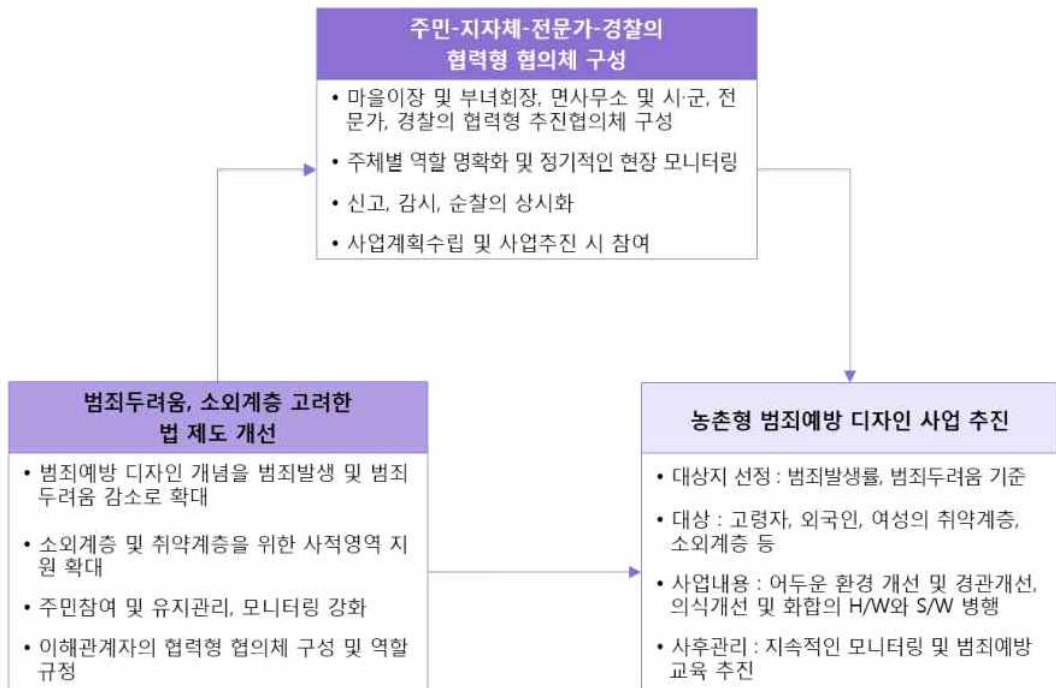 주민-지자체-전문가-경찰의
협력형 협의체 구성
• 마을이장 및 부녀회장, 면사무소 및 시·군, 전
문가, 경찰의 협력형 추진협의체 구성
• 주체별 역할 명확화 및 정기적인 현장 모니터링
• 신고, 감시, 순찰의 상시화
• 사업계획수립 및 사업추진 시 참여
범죄두려움, 소외계층 고려한
법 제도 개선
• 범죄예방 디자인 개념을 범죄발생 및 범죄
두려움 감소로 확대
• 소외계층 및 취약계층을 위한 사적영역 지
원 확대
• 주민참여 및 유지관리, 모니터링 강화
• 이해관계자의 협력형 협의체 구성 및 역할
규정
농촌형 범죄예방 디자인 사업 추진
• 대상지 선정 : 범죄발생률, 범죄두려움 기준
• 대상 : 고령자, 외국인, 여성의 취약계층,
소외계층 등
• 사업내용 : 어두운 환경 개선 및 경관개선,
의식개선 및 화합의 H/W와 S/W 병행
• 사후관리 : 지속적인 모니터링 및 범죄예방
교육 추진